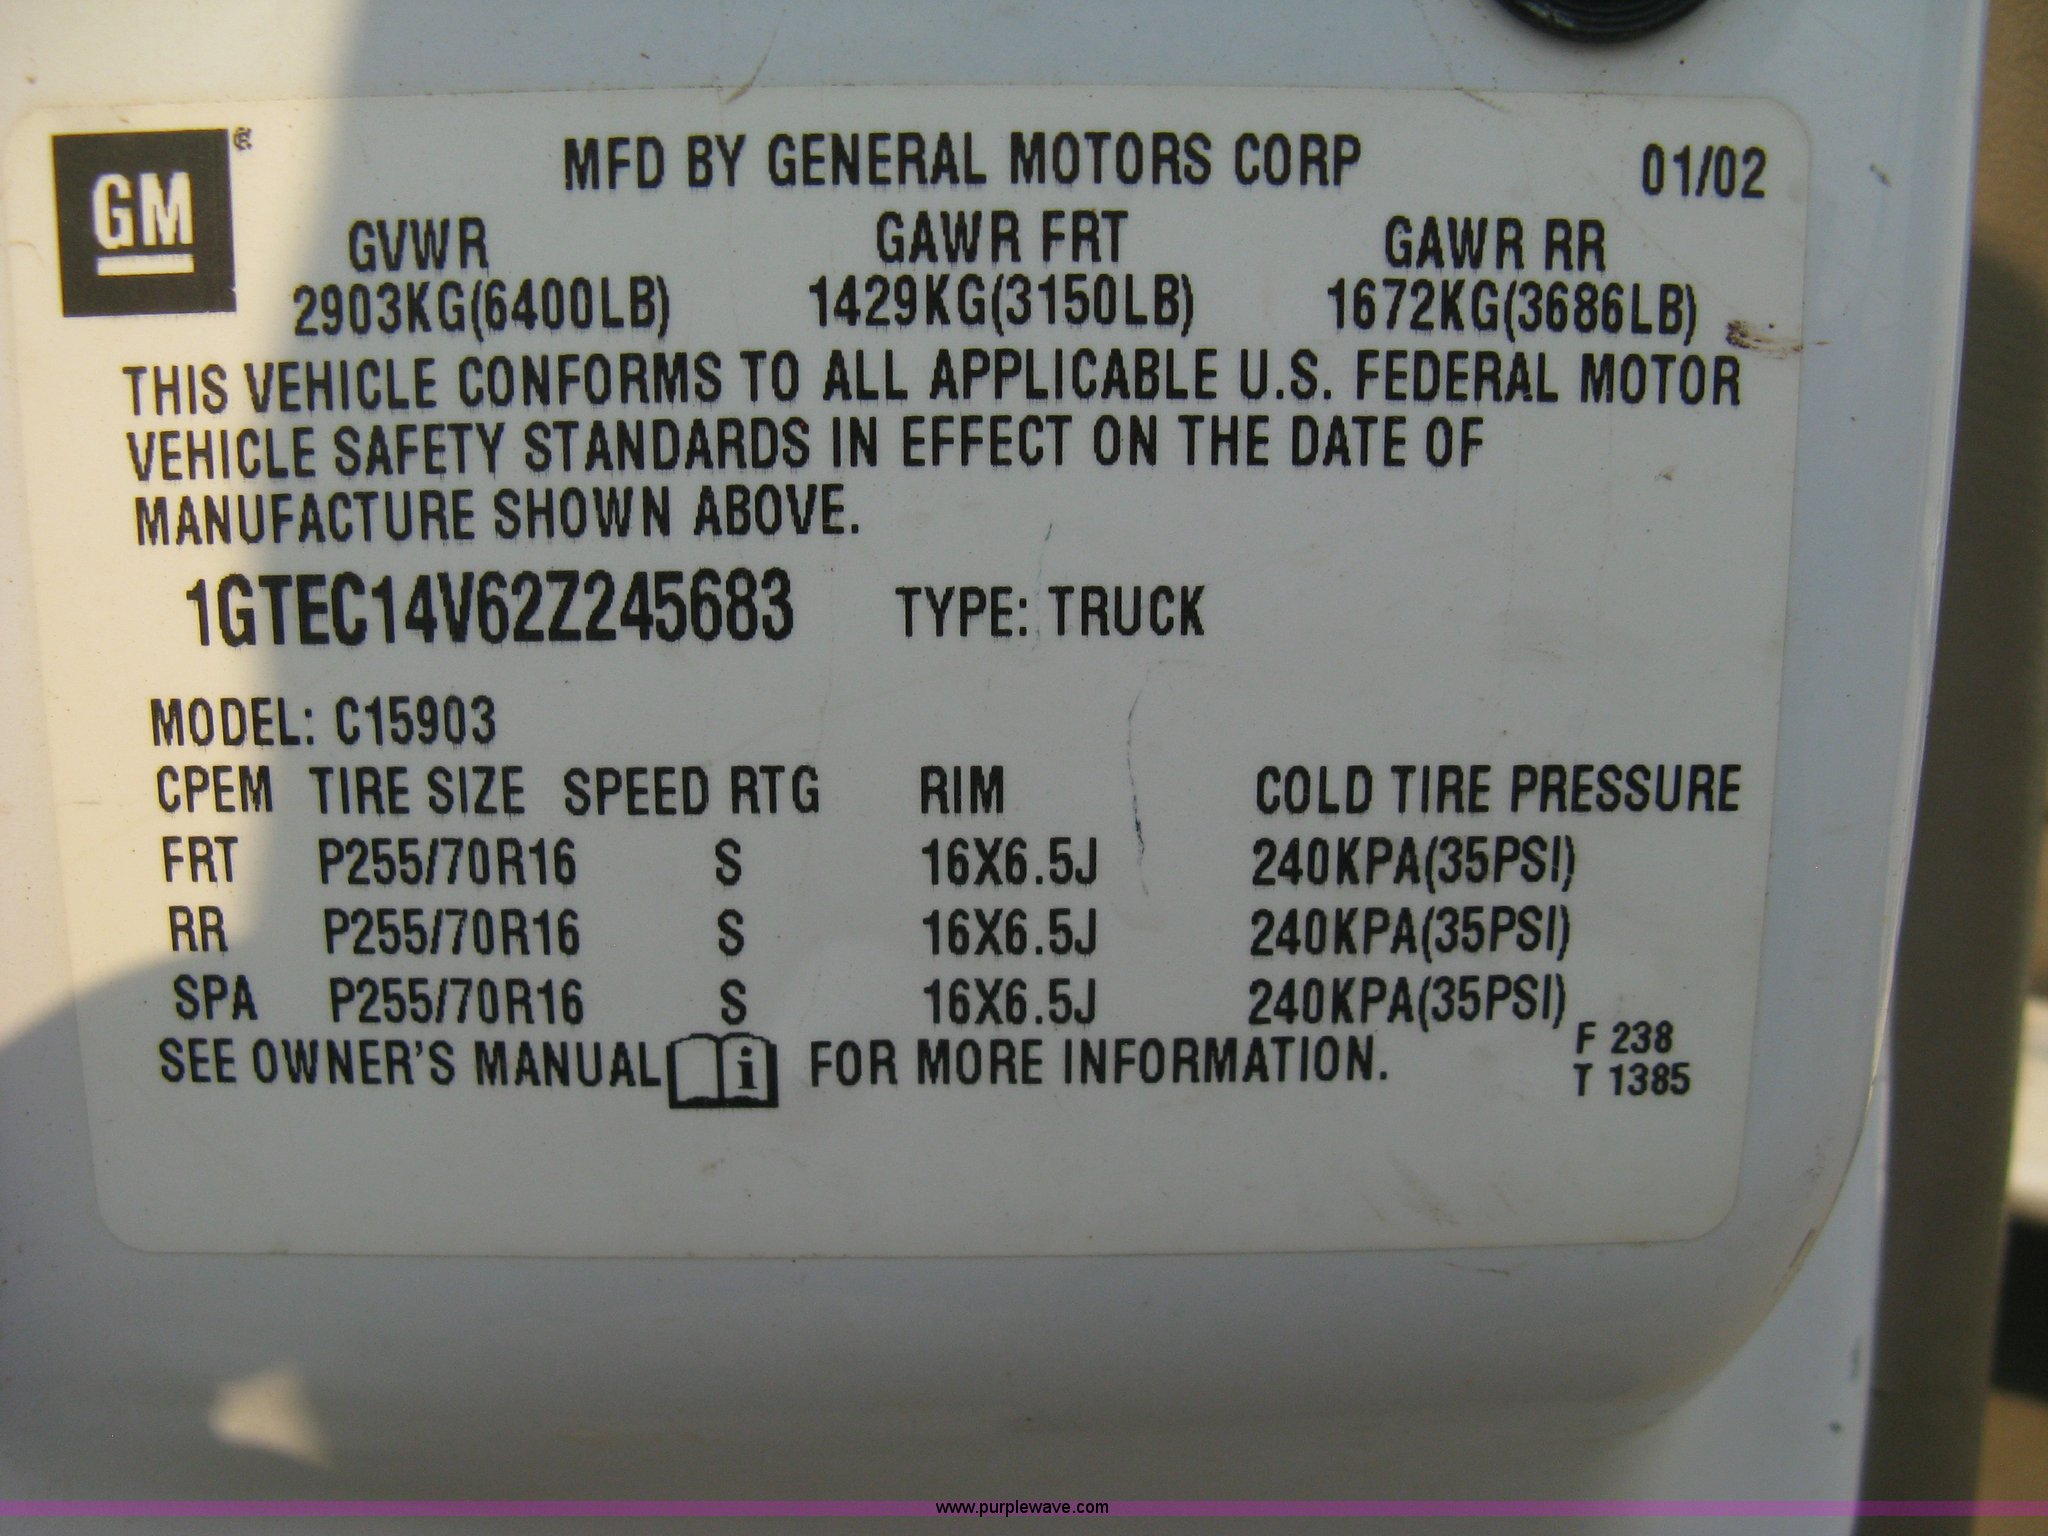 GM
MFD BY GENERAL MOTORS CORP 01/02
GVWR GAWR FRT GAWR RR
2903KG(6400LB) 1429KG(3150LB) 1672KG(3686LB)
THIS VEHICLE CONFORMS TO ALL APPLICABLE U.S. FEDERAL MOTOR
VEHICLE SAFETY STANDARDS IN EFFECT ON THE DATE OF
MANUFACTURE SHOWN ABOVE.
1GTEC14V62Z245683 TYPE: TRUCK
MODEL: C15903
CPEM TIRE SIZE SPEED RTG RIM COLD TIRE PRESSURE
FRT P255/70R16 S 16X6.5J 240KPA(35PSI)
RR P255/70R16 S 16X6.5J 240KPA(35PSI)
SPA P255/70R16 S 16X6.5J 240KPA(35PSI)
SEE OWNER'S MANUAL i FOR MORE INFORMATION.
F 238
T 1385
www.purplewave.com